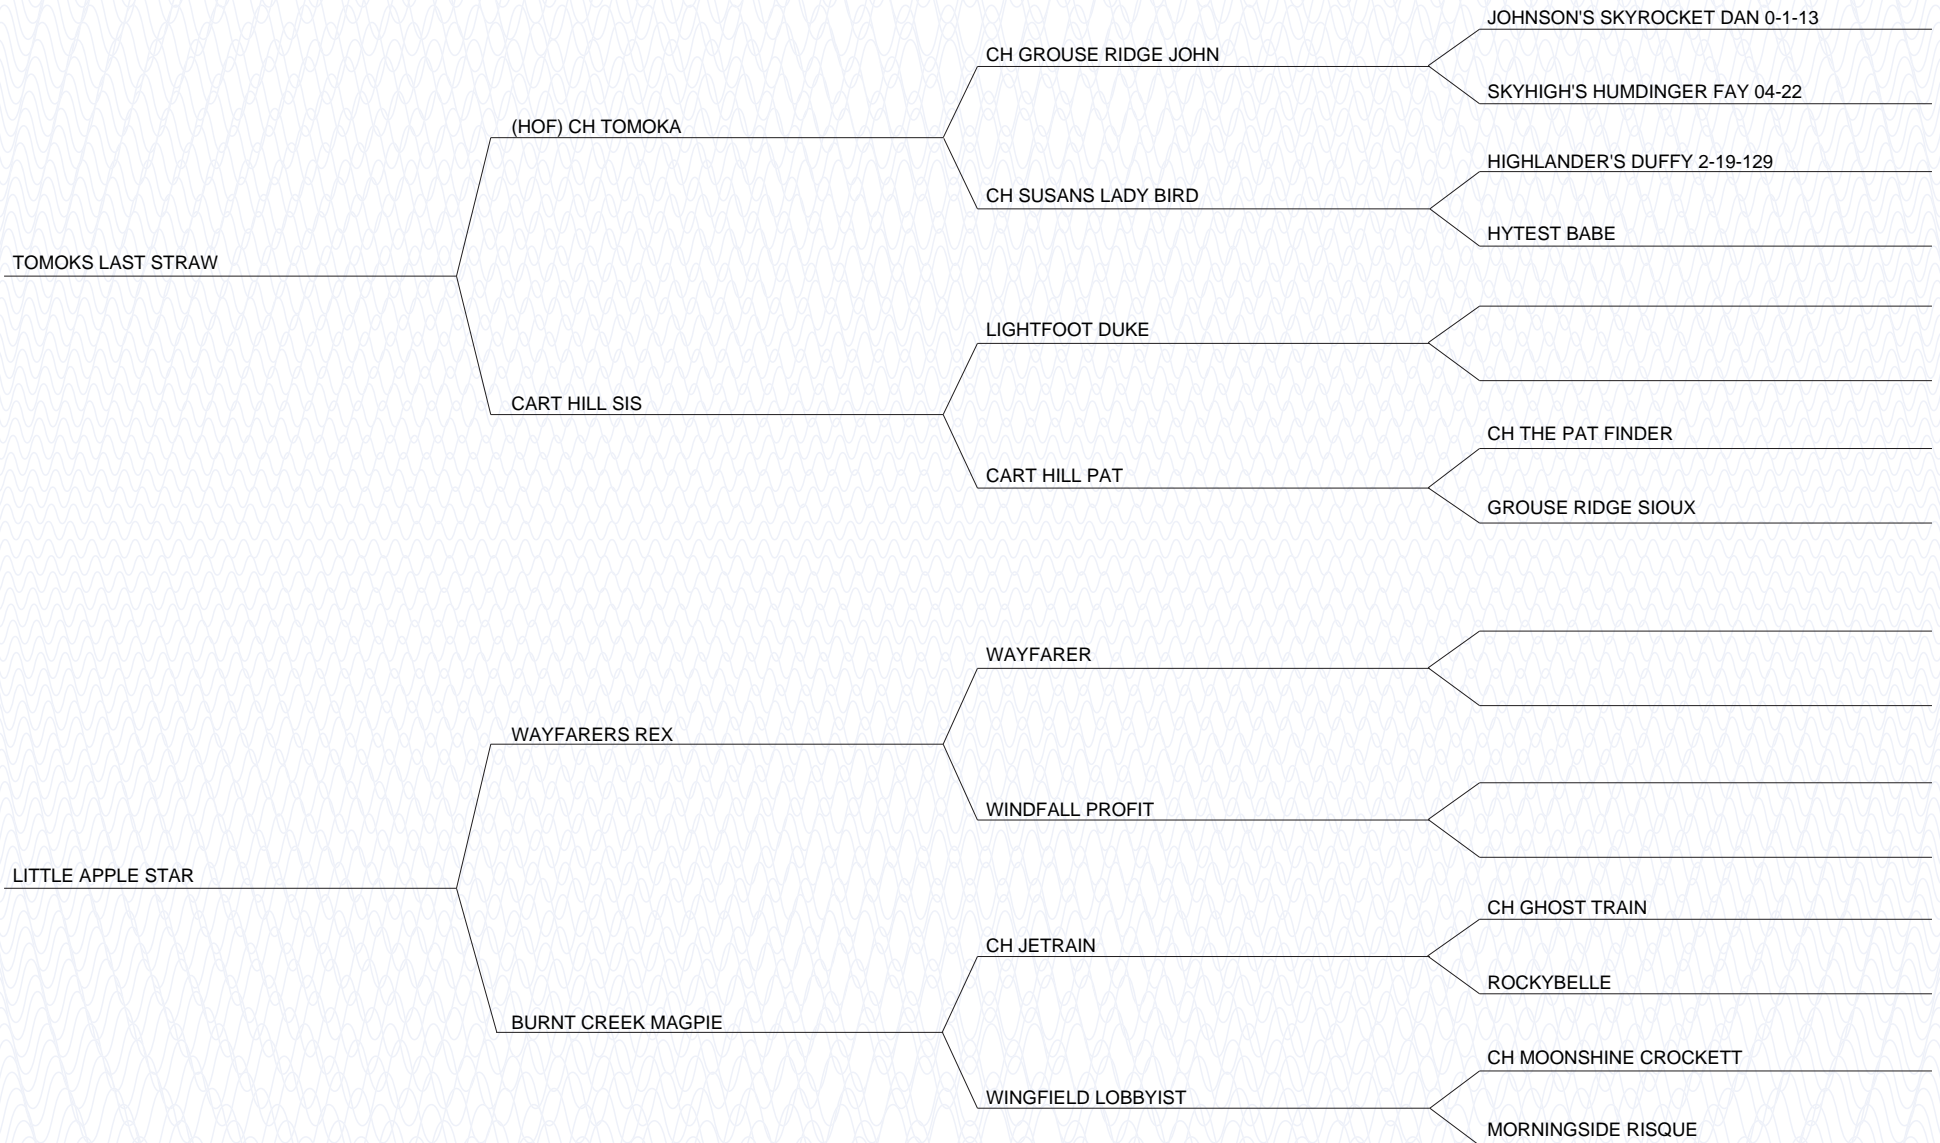 JOHNSON'S SKYROCKET DAN 0-1-13
CH GROUSE RIDGE JOHN
SKYHIGH'S HUMDINGER FAY 04-22
(HOF) CH TOMOKA
HIGHLANDER'S DUFFY 2-19-129
CH SUSANS LADY BIRD
HYTEST BABE
TOMOKS LAST STRAW
LIGHTFOOT DUKE
CART HILL SIS
CH THE PAT FINDER
CART HILL PAT
GROUSE RIDGE SIOUX
WAYFARER
WAYFARERS REX
WINDFALL PROFIT
LITTLE APPLE STAR
CH GHOST TRAIN
CH JETRAIN
ROCKYBELLE
BURNT CREEK MAGPIE
CH MOONSHINE CROCKETT
WINGFIELD LOBBYIST
MORNINGSIDE RISQUE